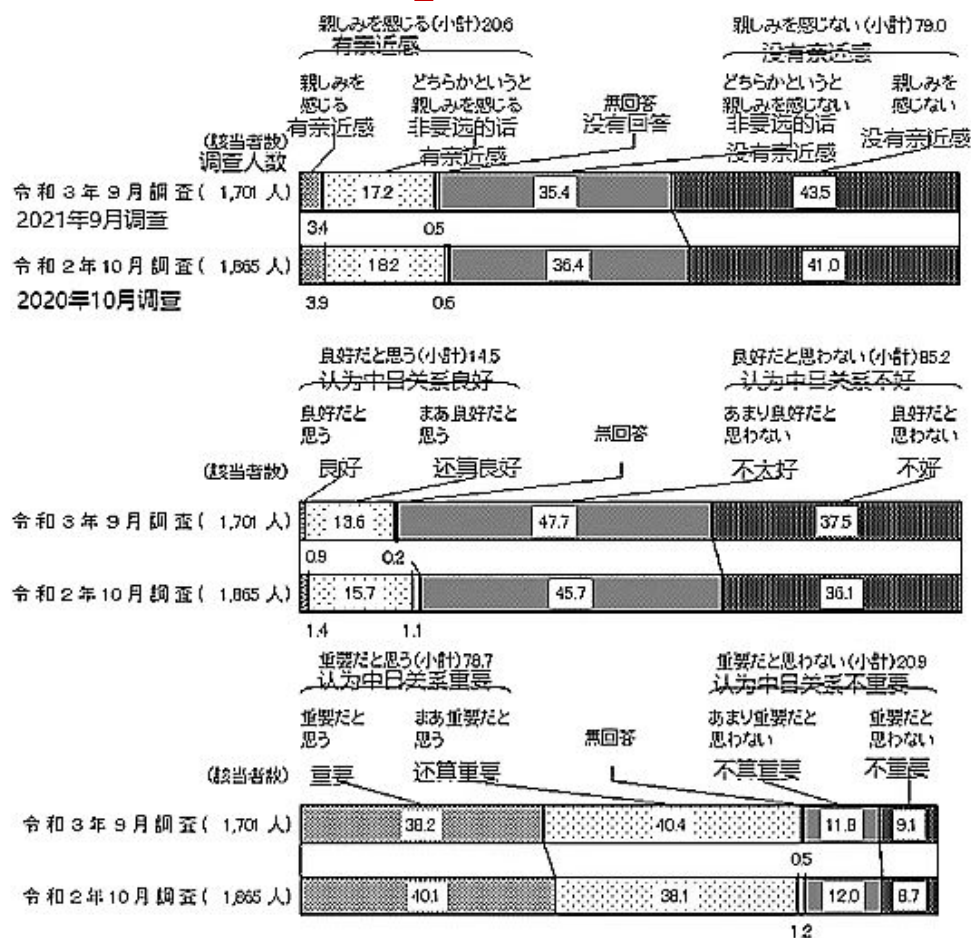 親しみを感じる(小計)20.6
有亲近感
親しみを感じない(小計)79.0
没有亲近感
親しみを
感じる
有亲近感
どちらかというと
親しみを感じる
非要选的话
有亲近感
無回答
没有回答
どちらかというと
親しみを感じない
非要选的话
没有亲近感
親しみを
感じない
没有亲近感
(該当者数)
调查人数
令和3年9月調査( 1,701 人) 17.2 35.4 43.5
2021年9月调查
3.4 0.5
令和2年10月調査( 1,865 人) 18.2 36.4 41.0
2020年10月调查
3.9 0.6
良好だと思う(小計)14.5
认为中日关系良好
良好だと思わない(小計)85.2
认为中日关系不好
良好だと
思う
良好
まあ良好だと
思う
还算良好
無回答
あまり良好だと
思わない
不太好
良好だと
思わない
不好
(該当者数)
令和3年9月調査( 1,701 人) 13.6 47.7 37.5
0.9 0.2
令和2年10月調査( 1,865 人) 15.7 45.7 36.1
1.4 1.1
重要だと思う(小計)78.7
认为中日关系重要
重要だと思わない(小計)20.9
认为中日关系不重要
重要だと
思う
重要
まあ重要だと
思う
还算重要
無回答
あまり重要だと
思わない
不算重要
重要だと
思わない
不重要
(該当者数)
令和3年9月調査( 1,701 人) 38.2 40.4 11.8 9.1
0.5
令和2年10月調査( 1,865 人) 40.1 38.1 12.0 8.7
1.2